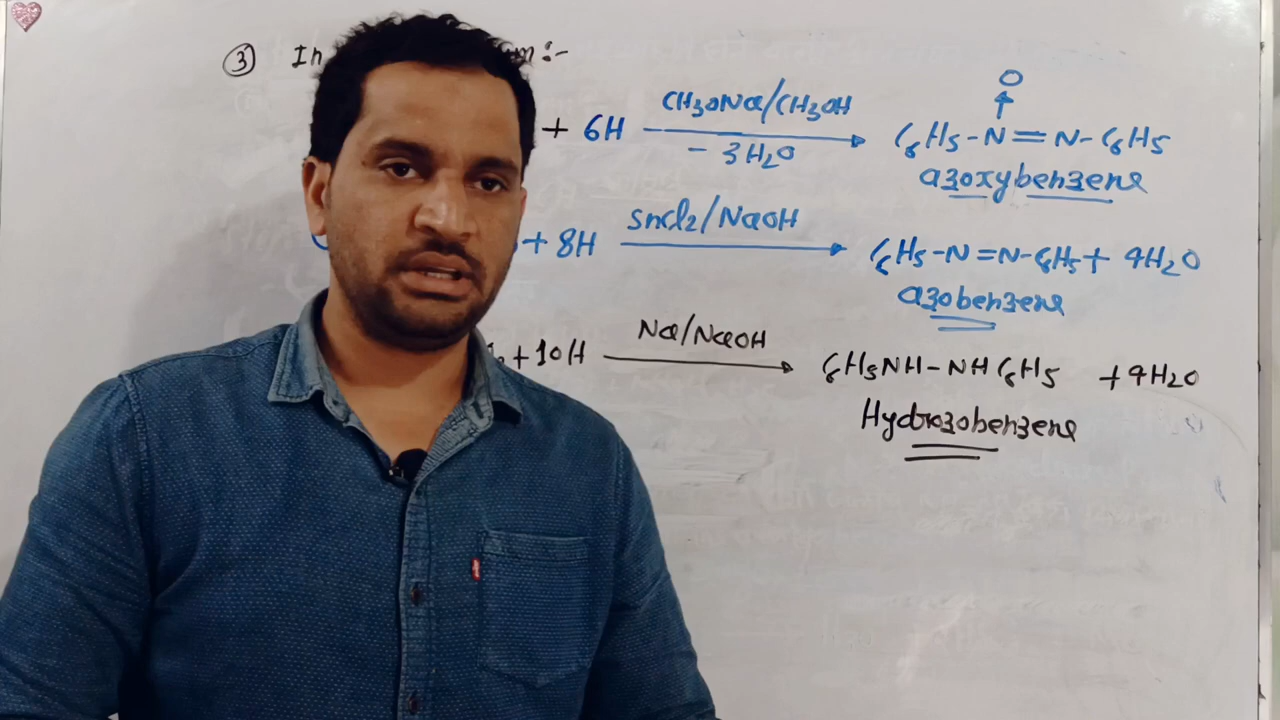 ③ In :-
+ 6H CH3ONa/CH3OH - 3H2O O ↑ C6H5-N=N-C6H5
azoxybenzene
+ 8H SnCl2/NaOH C6H5-N=N-C6H5+ 4H2O
azobenzene
+10H Na/NaOH C6H5NH-NHC6H5 +4H2O
Hydrozobenzene